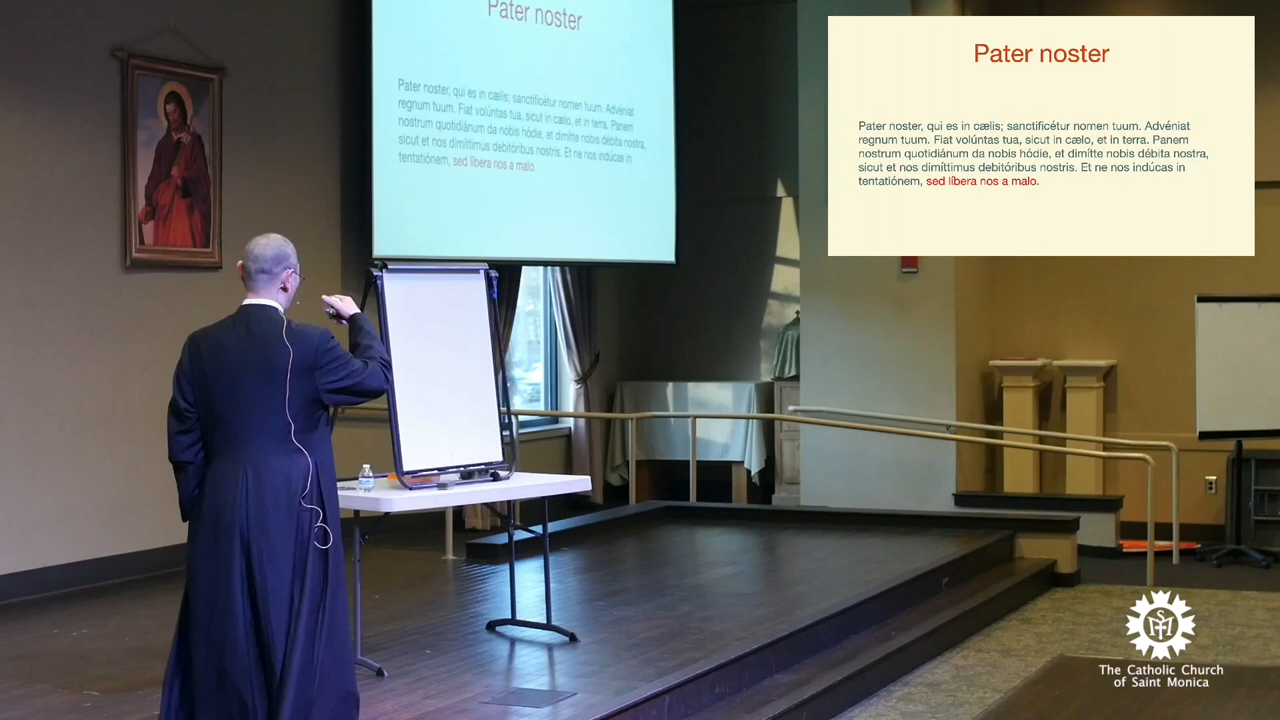 Pater noster
Pater noster, qui es in cælis; sanctificétur nomen tuum. Advéniat
regnum tuum. Fiat volúntas tua, sicut in cælo, et in terra. Panem
nostrum quotidiánum da nobis hódie, et dimítte nobis débita nostra,
sicut et nos dimíttimus debitóribus nostris. Et ne nos indúcas in
tentatiónem, sed líbera nos a malo.
Pater noster
Pater noster, qui es in cælis; sanctificétur nomen tuum. Advéniat
regnum tuum. Fiat volúntas tua, sicut in cælo, et in terra. Panem
nostrum quotidiánum da nobis hódie, et dimítte nobis débita nostra,
sicut et nos dimíttimus debitóribus nostris. Et ne nos indúcas in
tentatiónem, sed líbera nos a malo.
The Catholic Church
of Saint Monica